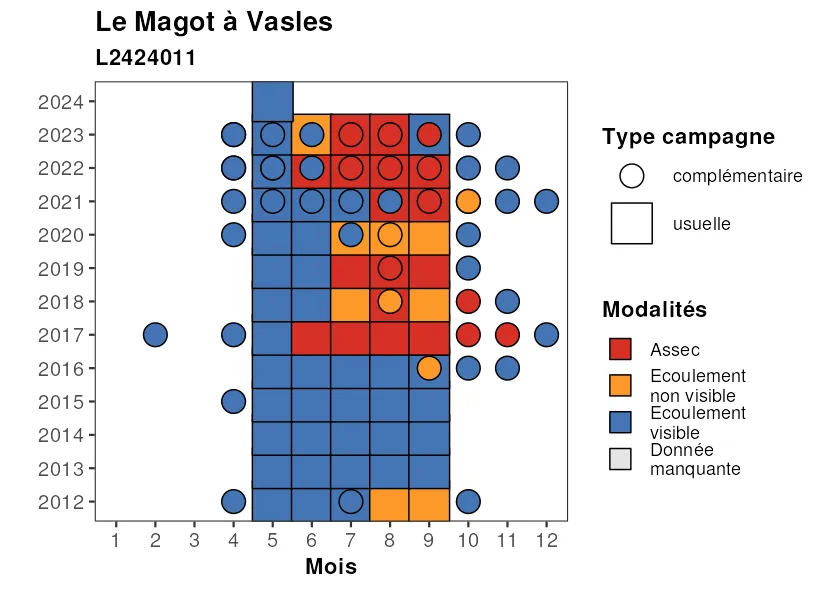 Le Magot à Vasles
L2424011
2024
2023
2022
2021
2020
2019
2018
2017
2016
2015
2014
2013
2012
1 2 3 4 5 6 7 8 9 10 11 12
Mois
Type campagne
complémentaire
usuelle
Modalités
Assec
Ecoulement
non visible
Ecoulement
visible
Donnée
manquante